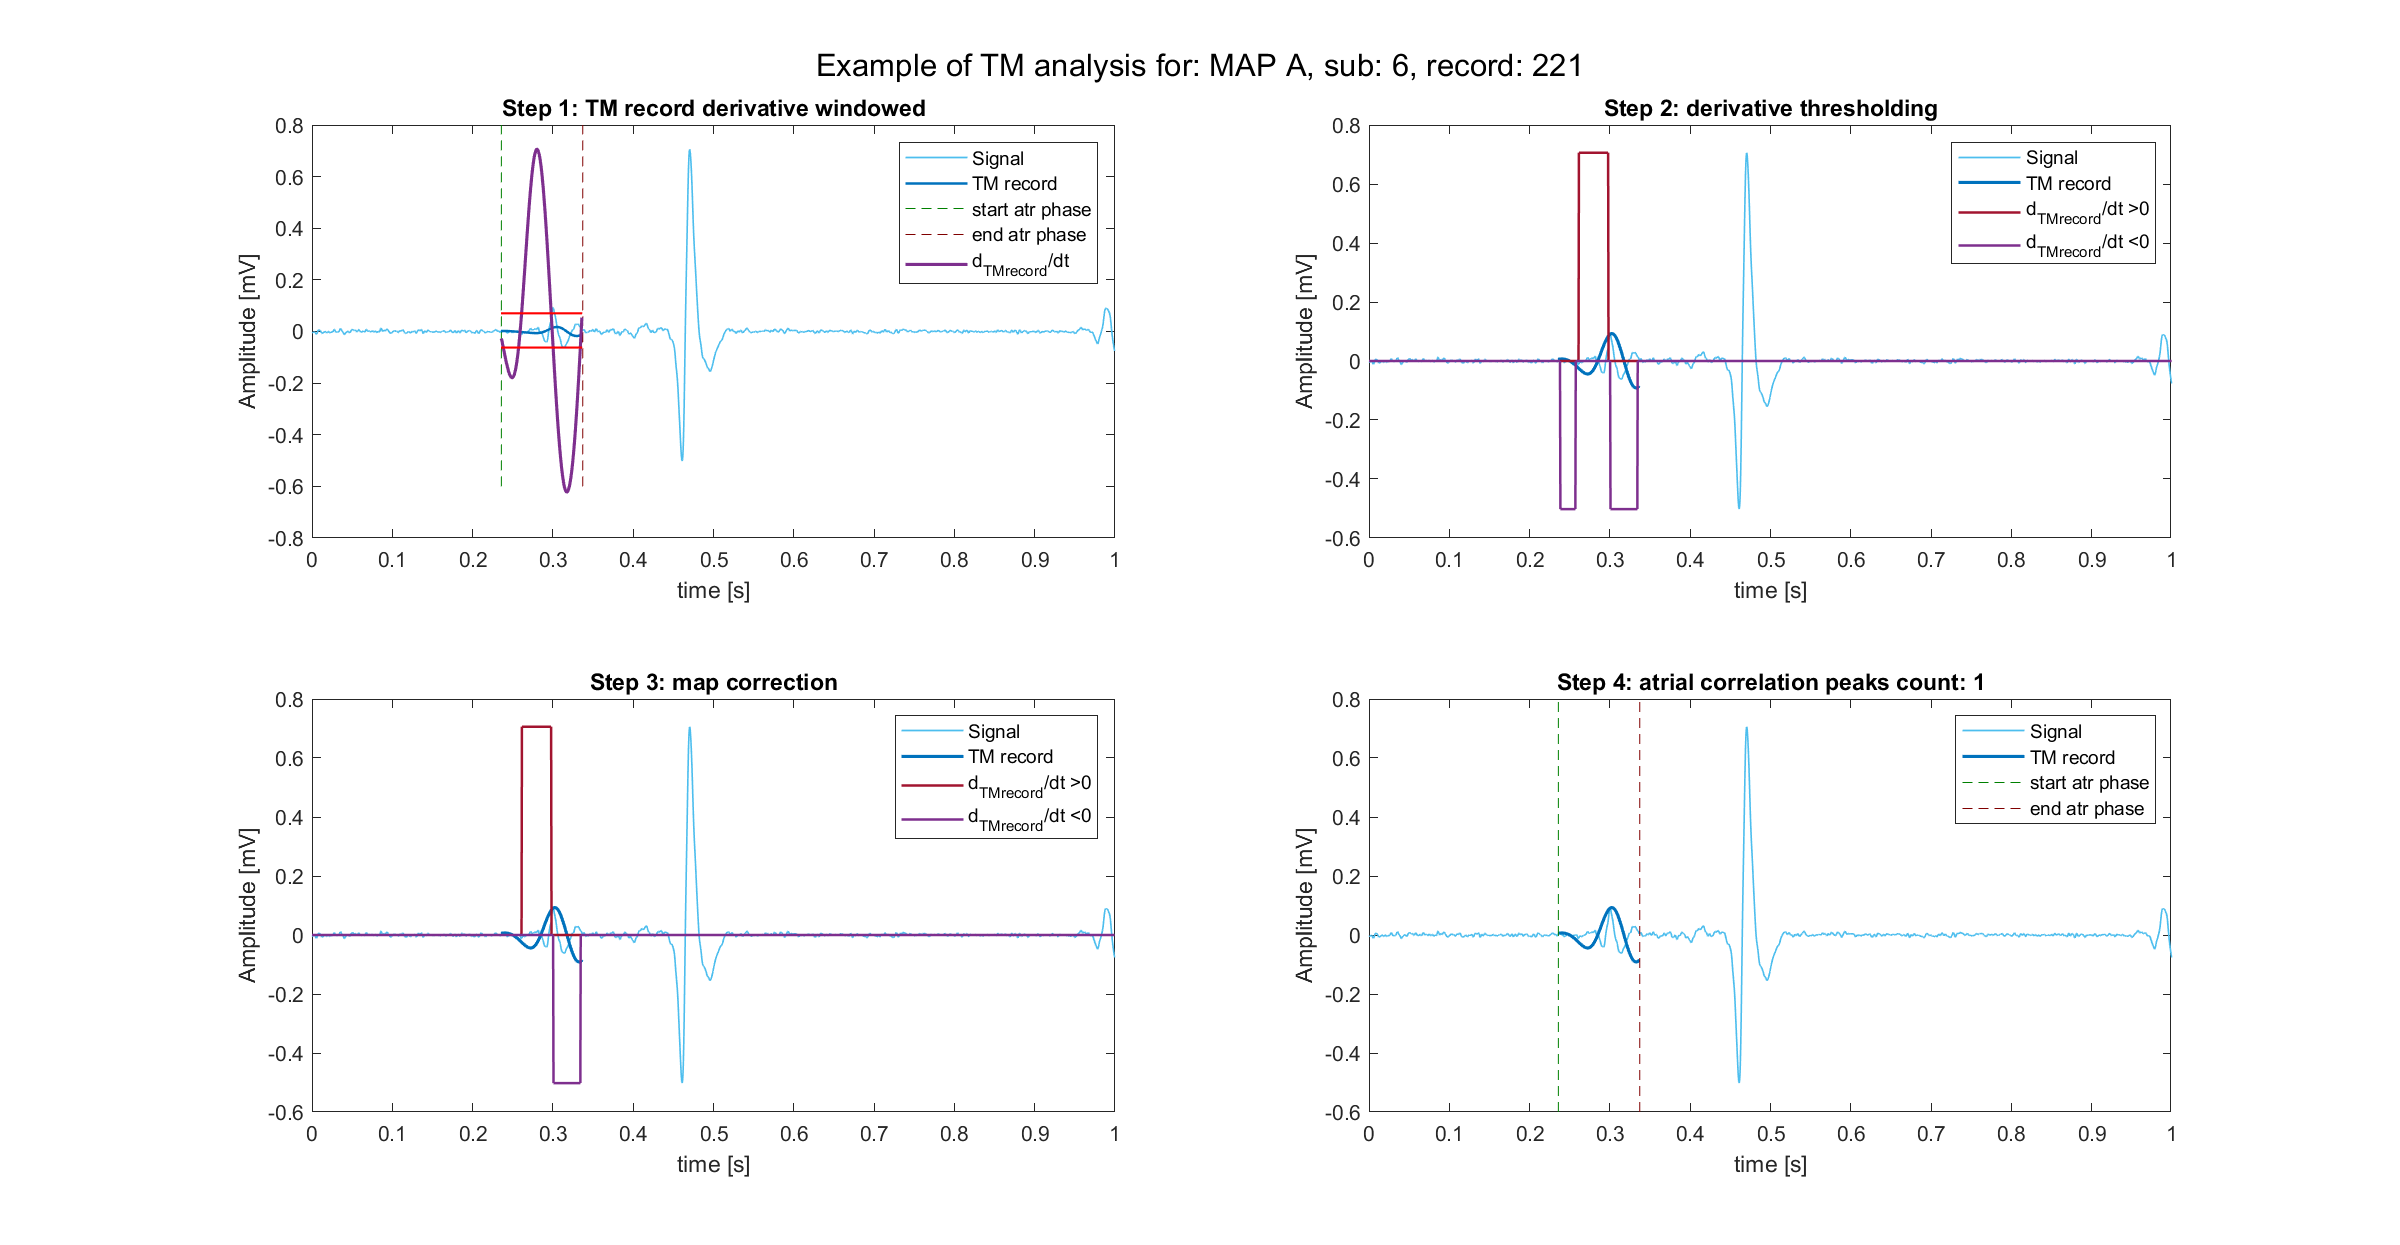 Example of TM analysis for: MAP A, sub: 6, record: 221
Step 1: TM record derivative windowed
Amplitude [mV]
0.8
0.6
0.4
0.2
0
-0.2
-0.4
-0.6
-0.8
0 0.1 0.2 0.3 0.4 0.5 0.6 0.7 0.8 0.9 1
time [s]
Signal
TM record
start atr phase
end atr phase
dTMrecord/dt
Step 2: derivative thresholding
Amplitude [mV]
0.8
0.6
0.4
0.2
0
-0.2
-0.4
-0.6
0 0.1 0.2 0.3 0.4 0.5 0.6 0.7 0.8 0.9 1
time [s]
Signal
TM record
dTMrecord/dt >0
dTMrecord/dt <0
Step 3: map correction
Amplitude [mV]
0.8
0.6
0.4
0.2
0
-0.2
-0.4
-0.6
0 0.1 0.2 0.3 0.4 0.5 0.6 0.7 0.8 0.9 1
time [s]
Signal
TM record
dTMrecord/dt >0
dTMrecord/dt <0
Step 4: atrial correlation peaks count: 1
Amplitude [mV]
0.8
0.6
0.4
0.2
0
-0.2
-0.4
-0.6
0 0.1 0.2 0.3 0.4 0.5 0.6 0.7 0.8 0.9 1
time [s]
Signal
TM record
start atr phase
end atr phase